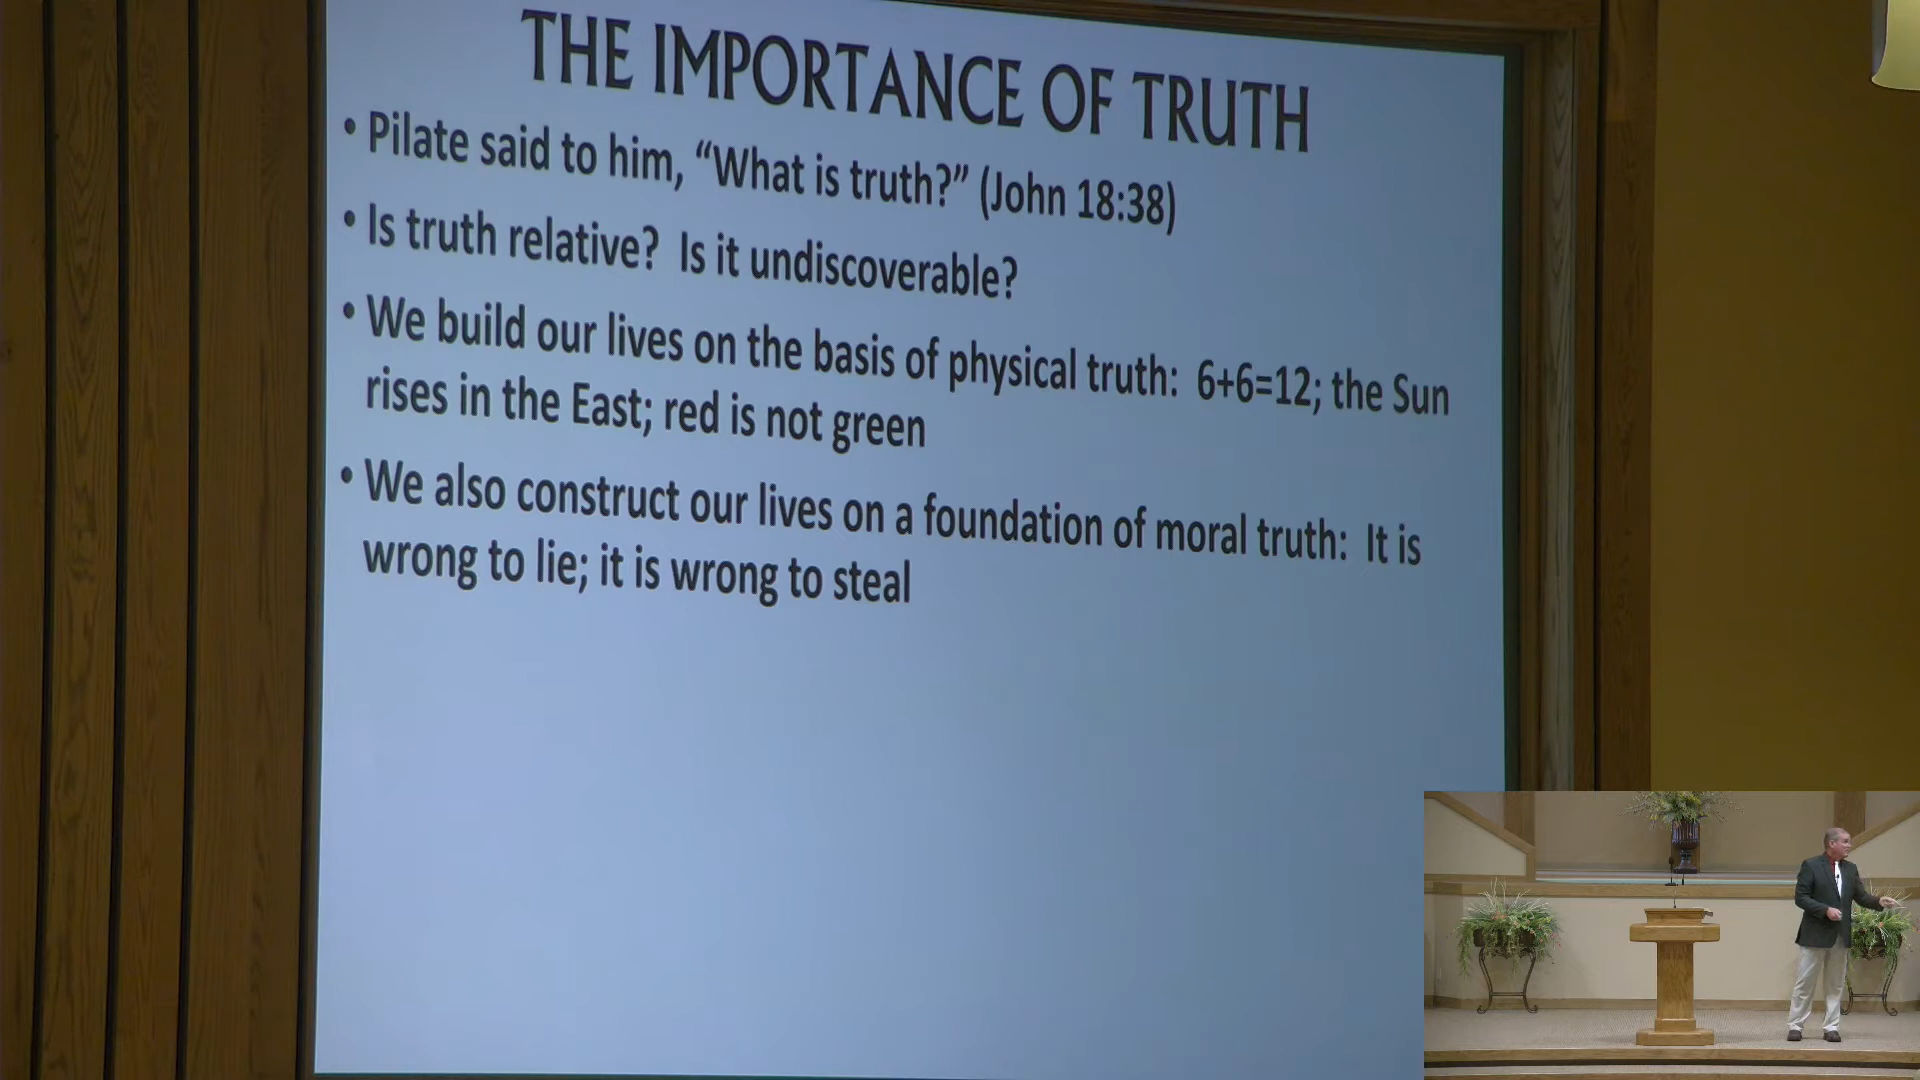 THE IMPORTANCE OF TRUTH
• Pilate said to him, “What is truth?” (John 18:38)
• Is truth relative?  Is it undiscoverable?
• We build our lives on the basis of physical truth:  6+6=12; the Sun
rises in the East; red is not green
• We also construct our lives on a foundation of moral truth:  It is
wrong to lie; it is wrong to steal